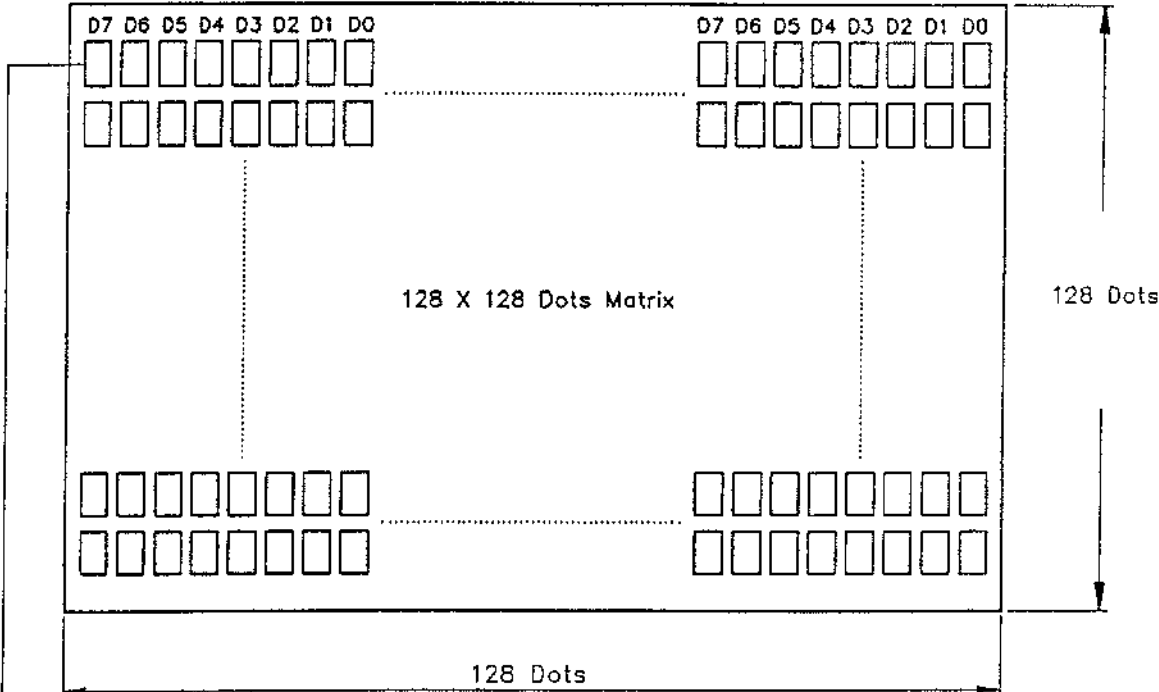 D7 D6 D5 D4 D3 D2 D1 D0 D7 D6 D5 D4 D3 D2 D1 D0
128 X 128 Dots Matrix
128 Dots
128 Dots